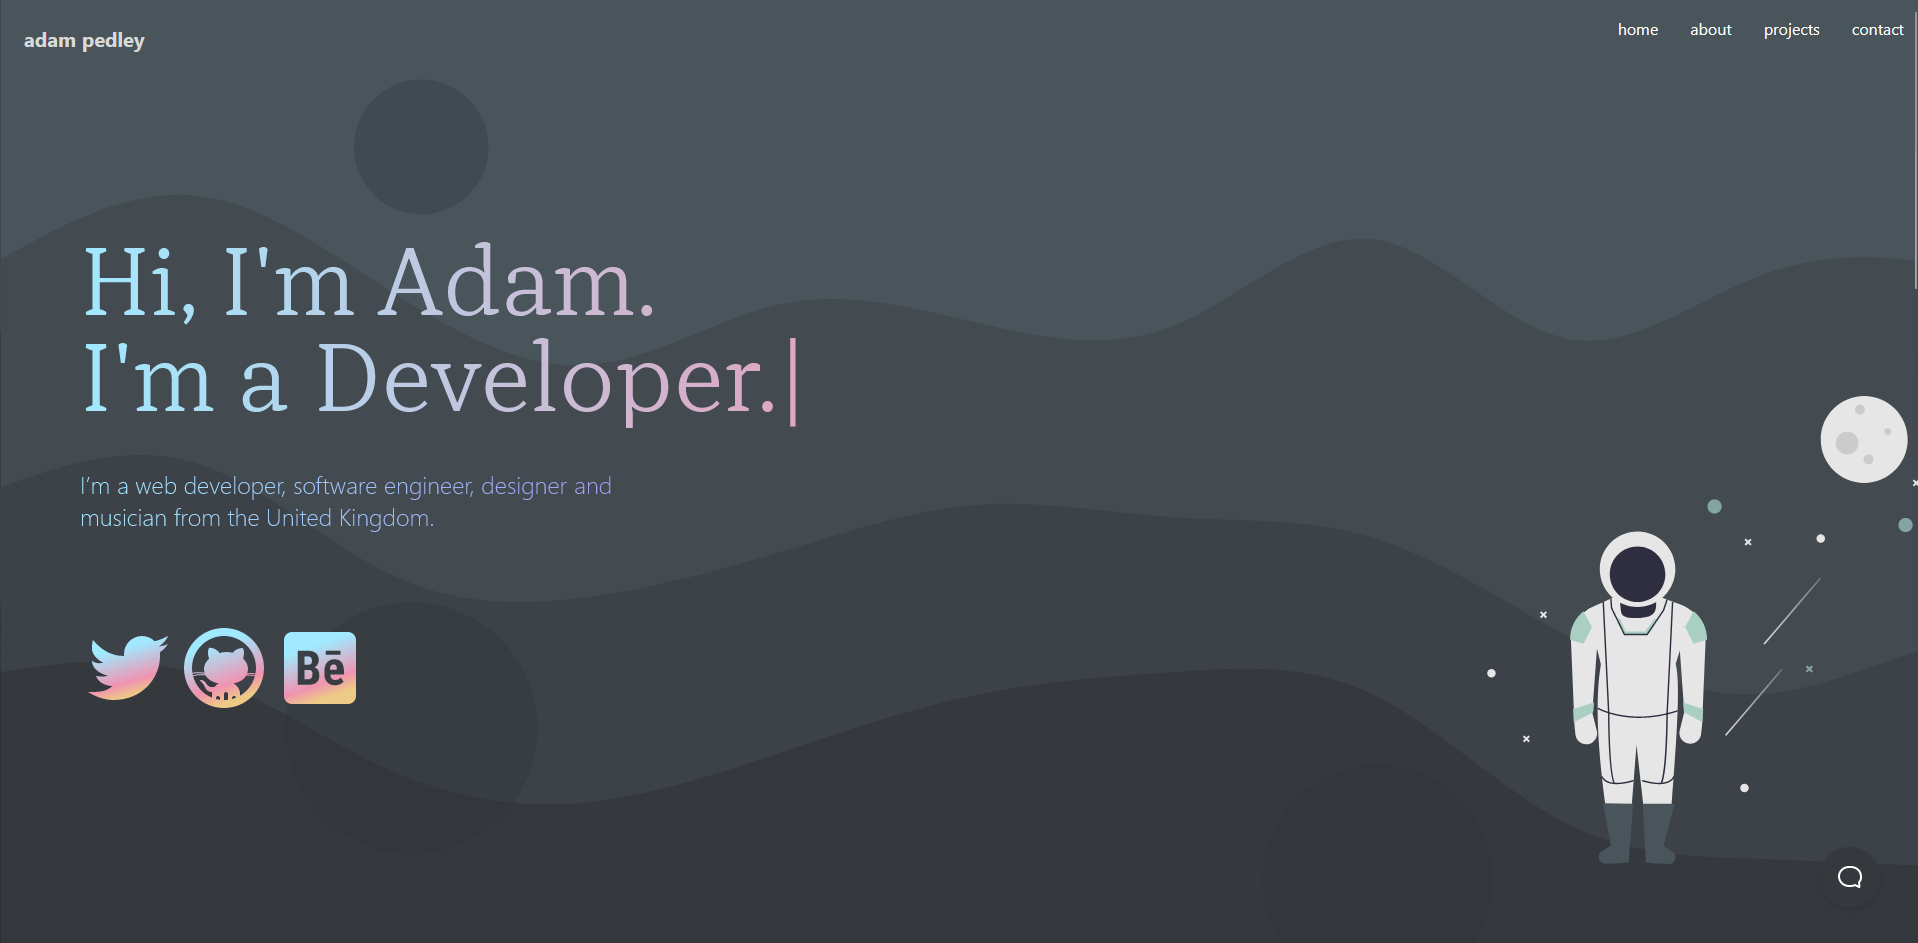 adam pedley
home about projects contact
Hi, I'm Adam.
I'm a Developer.|
I’m a web developer, software engineer, designer and
musician from the United Kingdom.
Bē